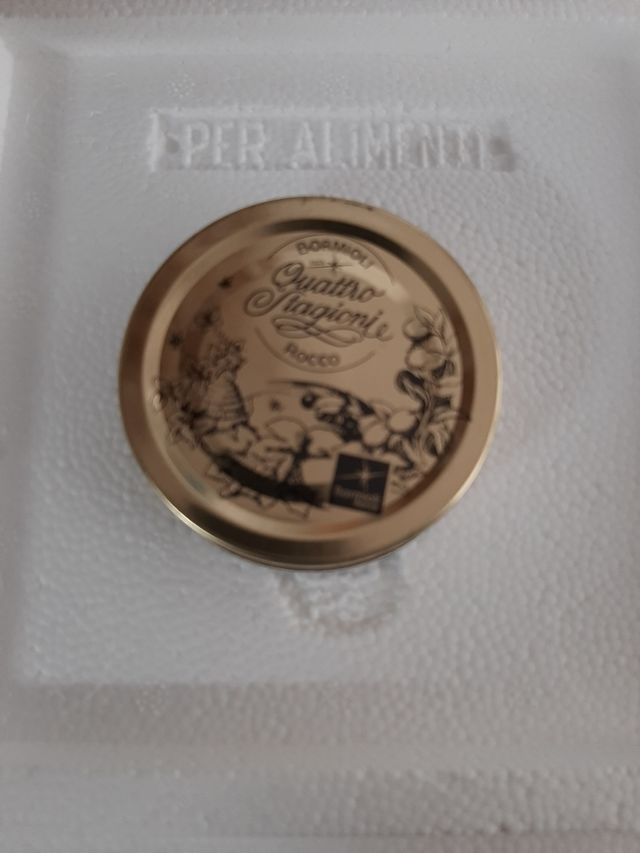 PER ALIMENTI
BORMIOLI
Quattro
Stagioni
ROCCO